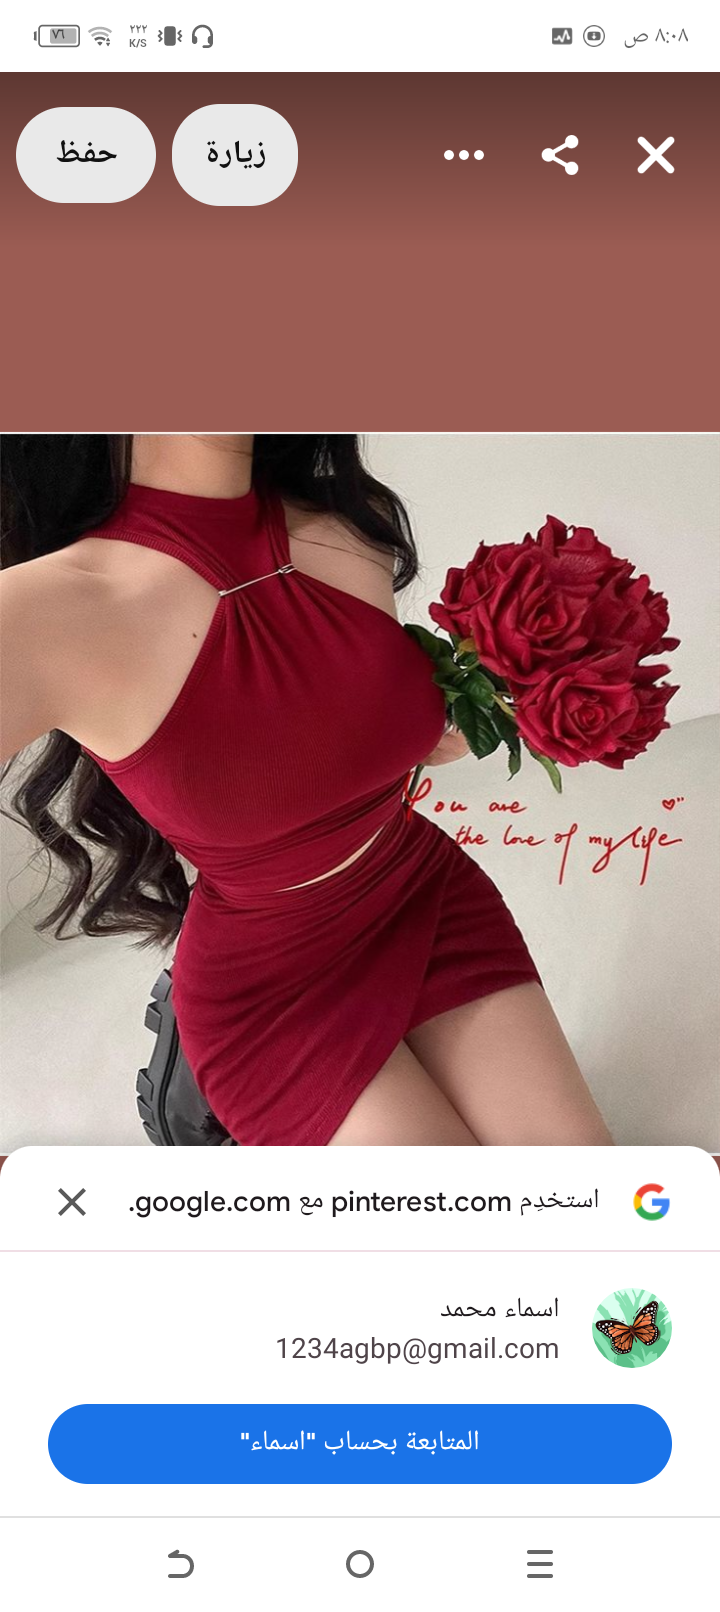 ٨:٠٨ ص
٢٢٢ K/S
٧٦
حفظ
زيارة
You are
the love of my life
استخدِم pinterest.com مع google.com.
اسماء محمد
1234agbp@gmail.com
المتابعة بحساب "اسماء"